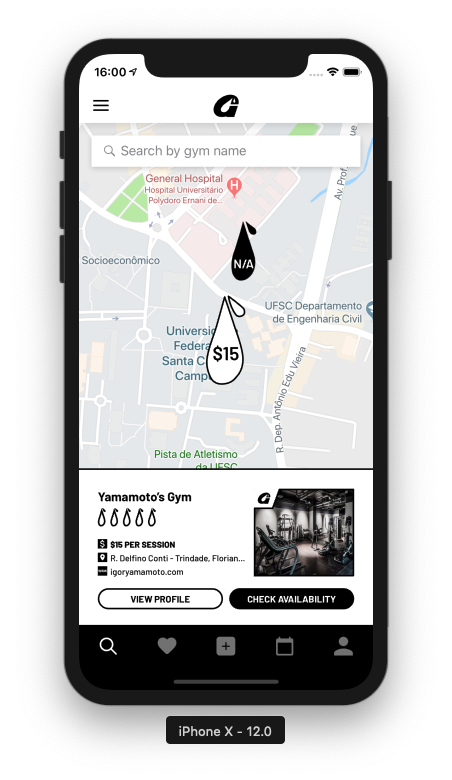 16:00
Search by gym name
Av. Prof.
ue
General Hospital
Hospital Universitário
Polydoro Ernani de...
H
N/A
Socioeconômico
UFSC Departamento
de Engenharia Civil
Federa
Santa C
Camp
$15
R. Dep. Antônio Edu Vieira
Pista de Atletismo
da UFSC
Yamamoto's Gym
$15 PER SESSION
R. Delfino Conti - Trindade, Florian...
igoryamamoto.com
VIEW PROFILE
CHECK AVAILABILITY
iPhone X - 12.0